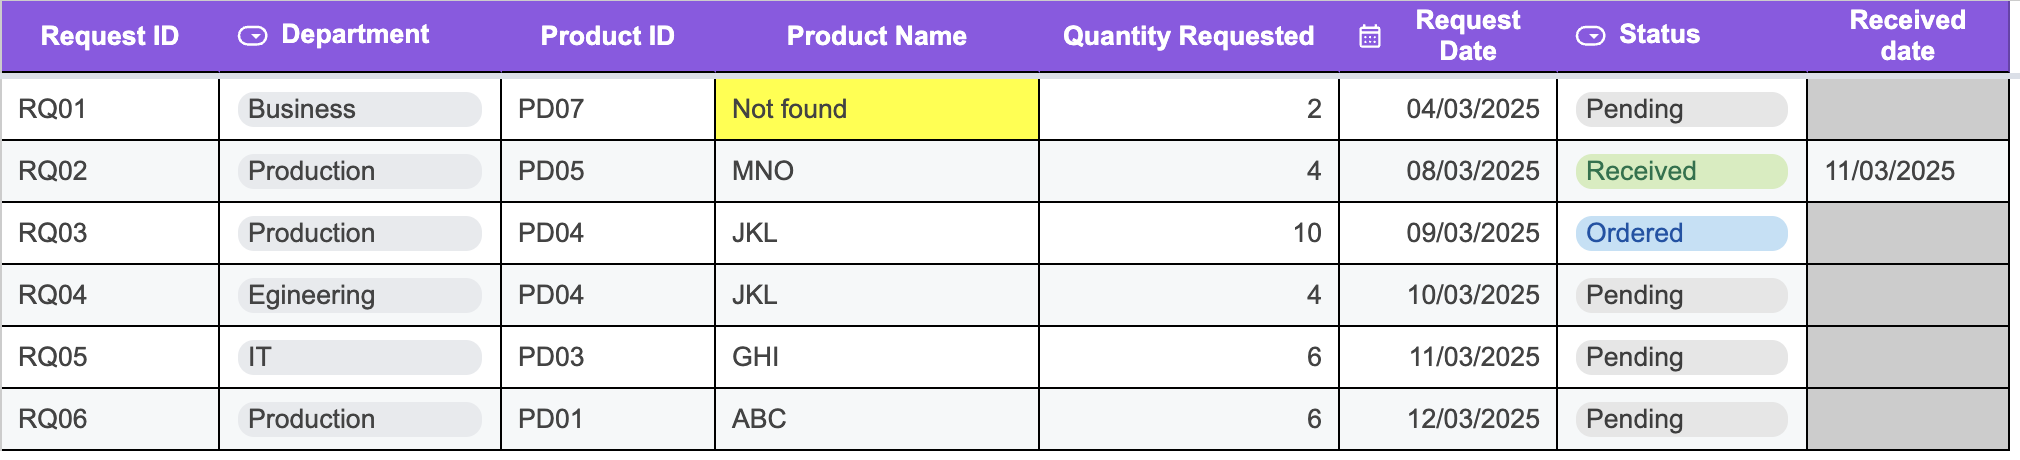 Request ID Department Product ID Product Name Quantity Requested Request Date Status Received date
RQ01 Business PD07 Not found 2 04/03/2025 Pending
RQ02 Production PD05 MNO 4 08/03/2025 Received 11/03/2025
RQ03 Production PD04 JKL 10 09/03/2025 Ordered
RQ04 Egineering PD04 JKL 4 10/03/2025 Pending
RQ05 IT PD03 GHI 6 11/03/2025 Pending
RQ06 Production PD01 ABC 6 12/03/2025 Pending